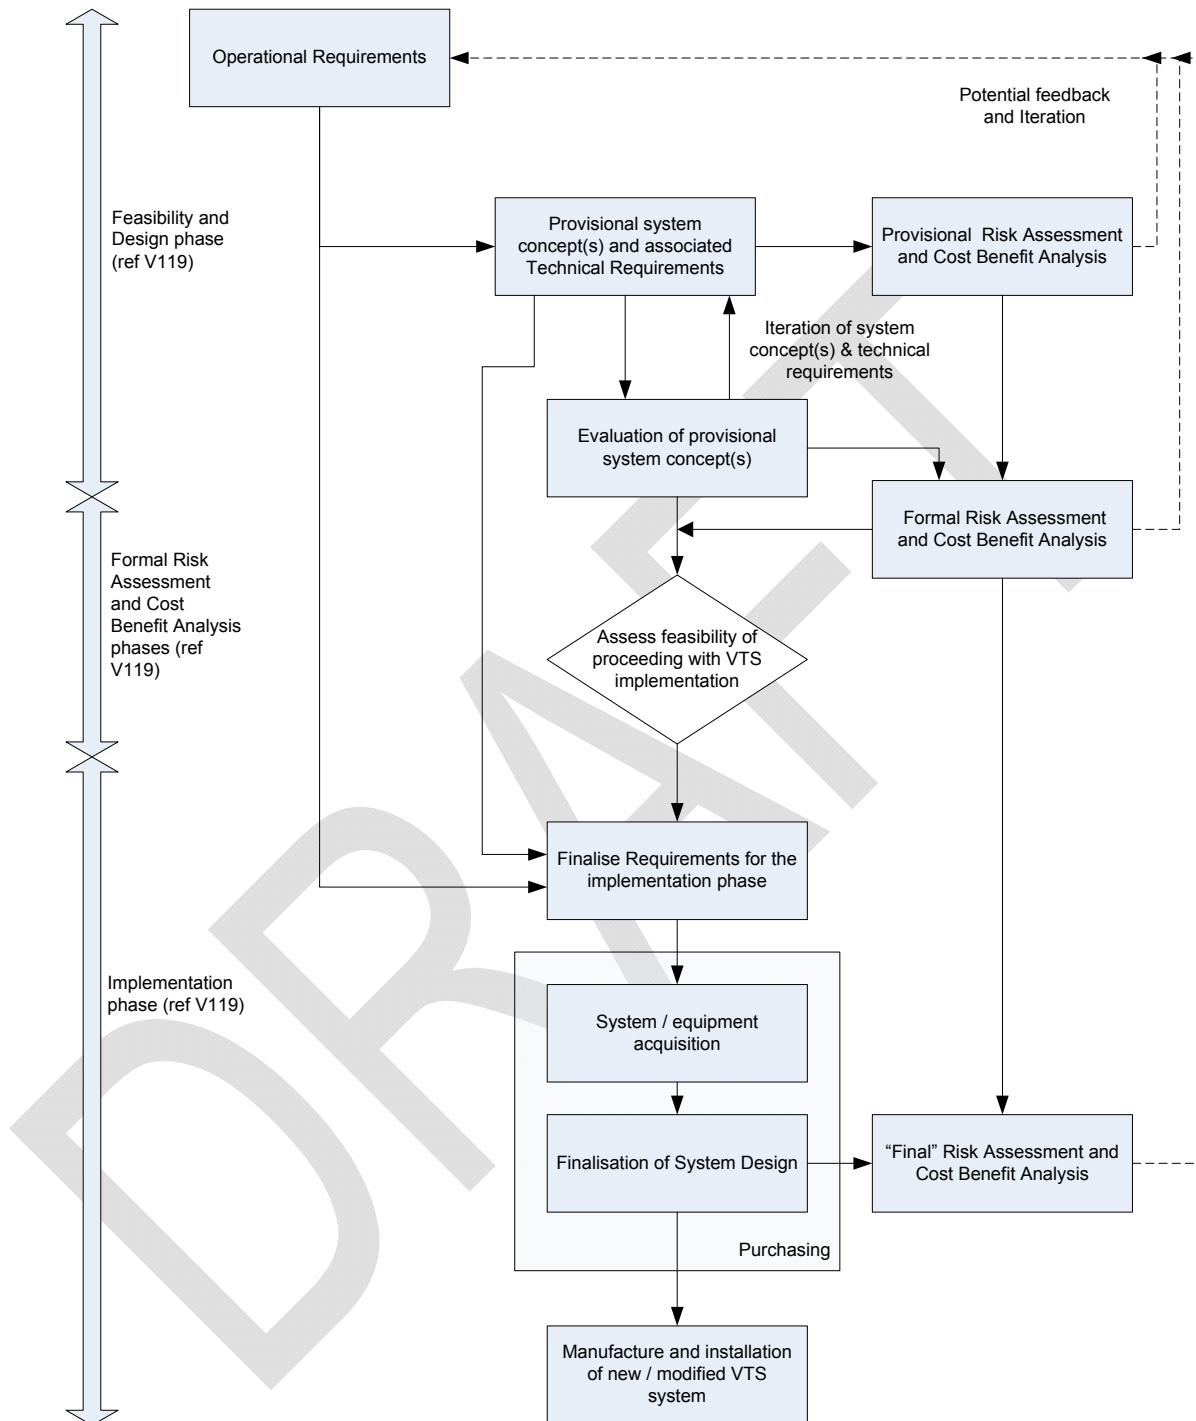 Operational Requirements
Potential feedback
and Iteration
Feasibility and
Design phase
(ref V119)
Provisional system
concept(s) and associated
Technical Requirements
Provisional Risk Assessment
and Cost Benefit Analysis
Iteration of system
concept(s) & technical
requirements
Evaluation of provisional
system concept(s)
Formal Risk Assessment
and Cost Benefit Analysis
Formal Risk
Assessment
and Cost
Benefit Analysis
phases (ref
V119)
Assess feasibility of
proceeding with VTS
implementation
Finalise Requirements for the
implementation phase
Implementation
phase (ref V119)
System / equipment
acquisition
Finalisation of System Design
“Final” Risk Assessment and
Cost Benefit Analysis
Purchasing
Manufacture and installation
of new / modified VTS
system
DRAFT